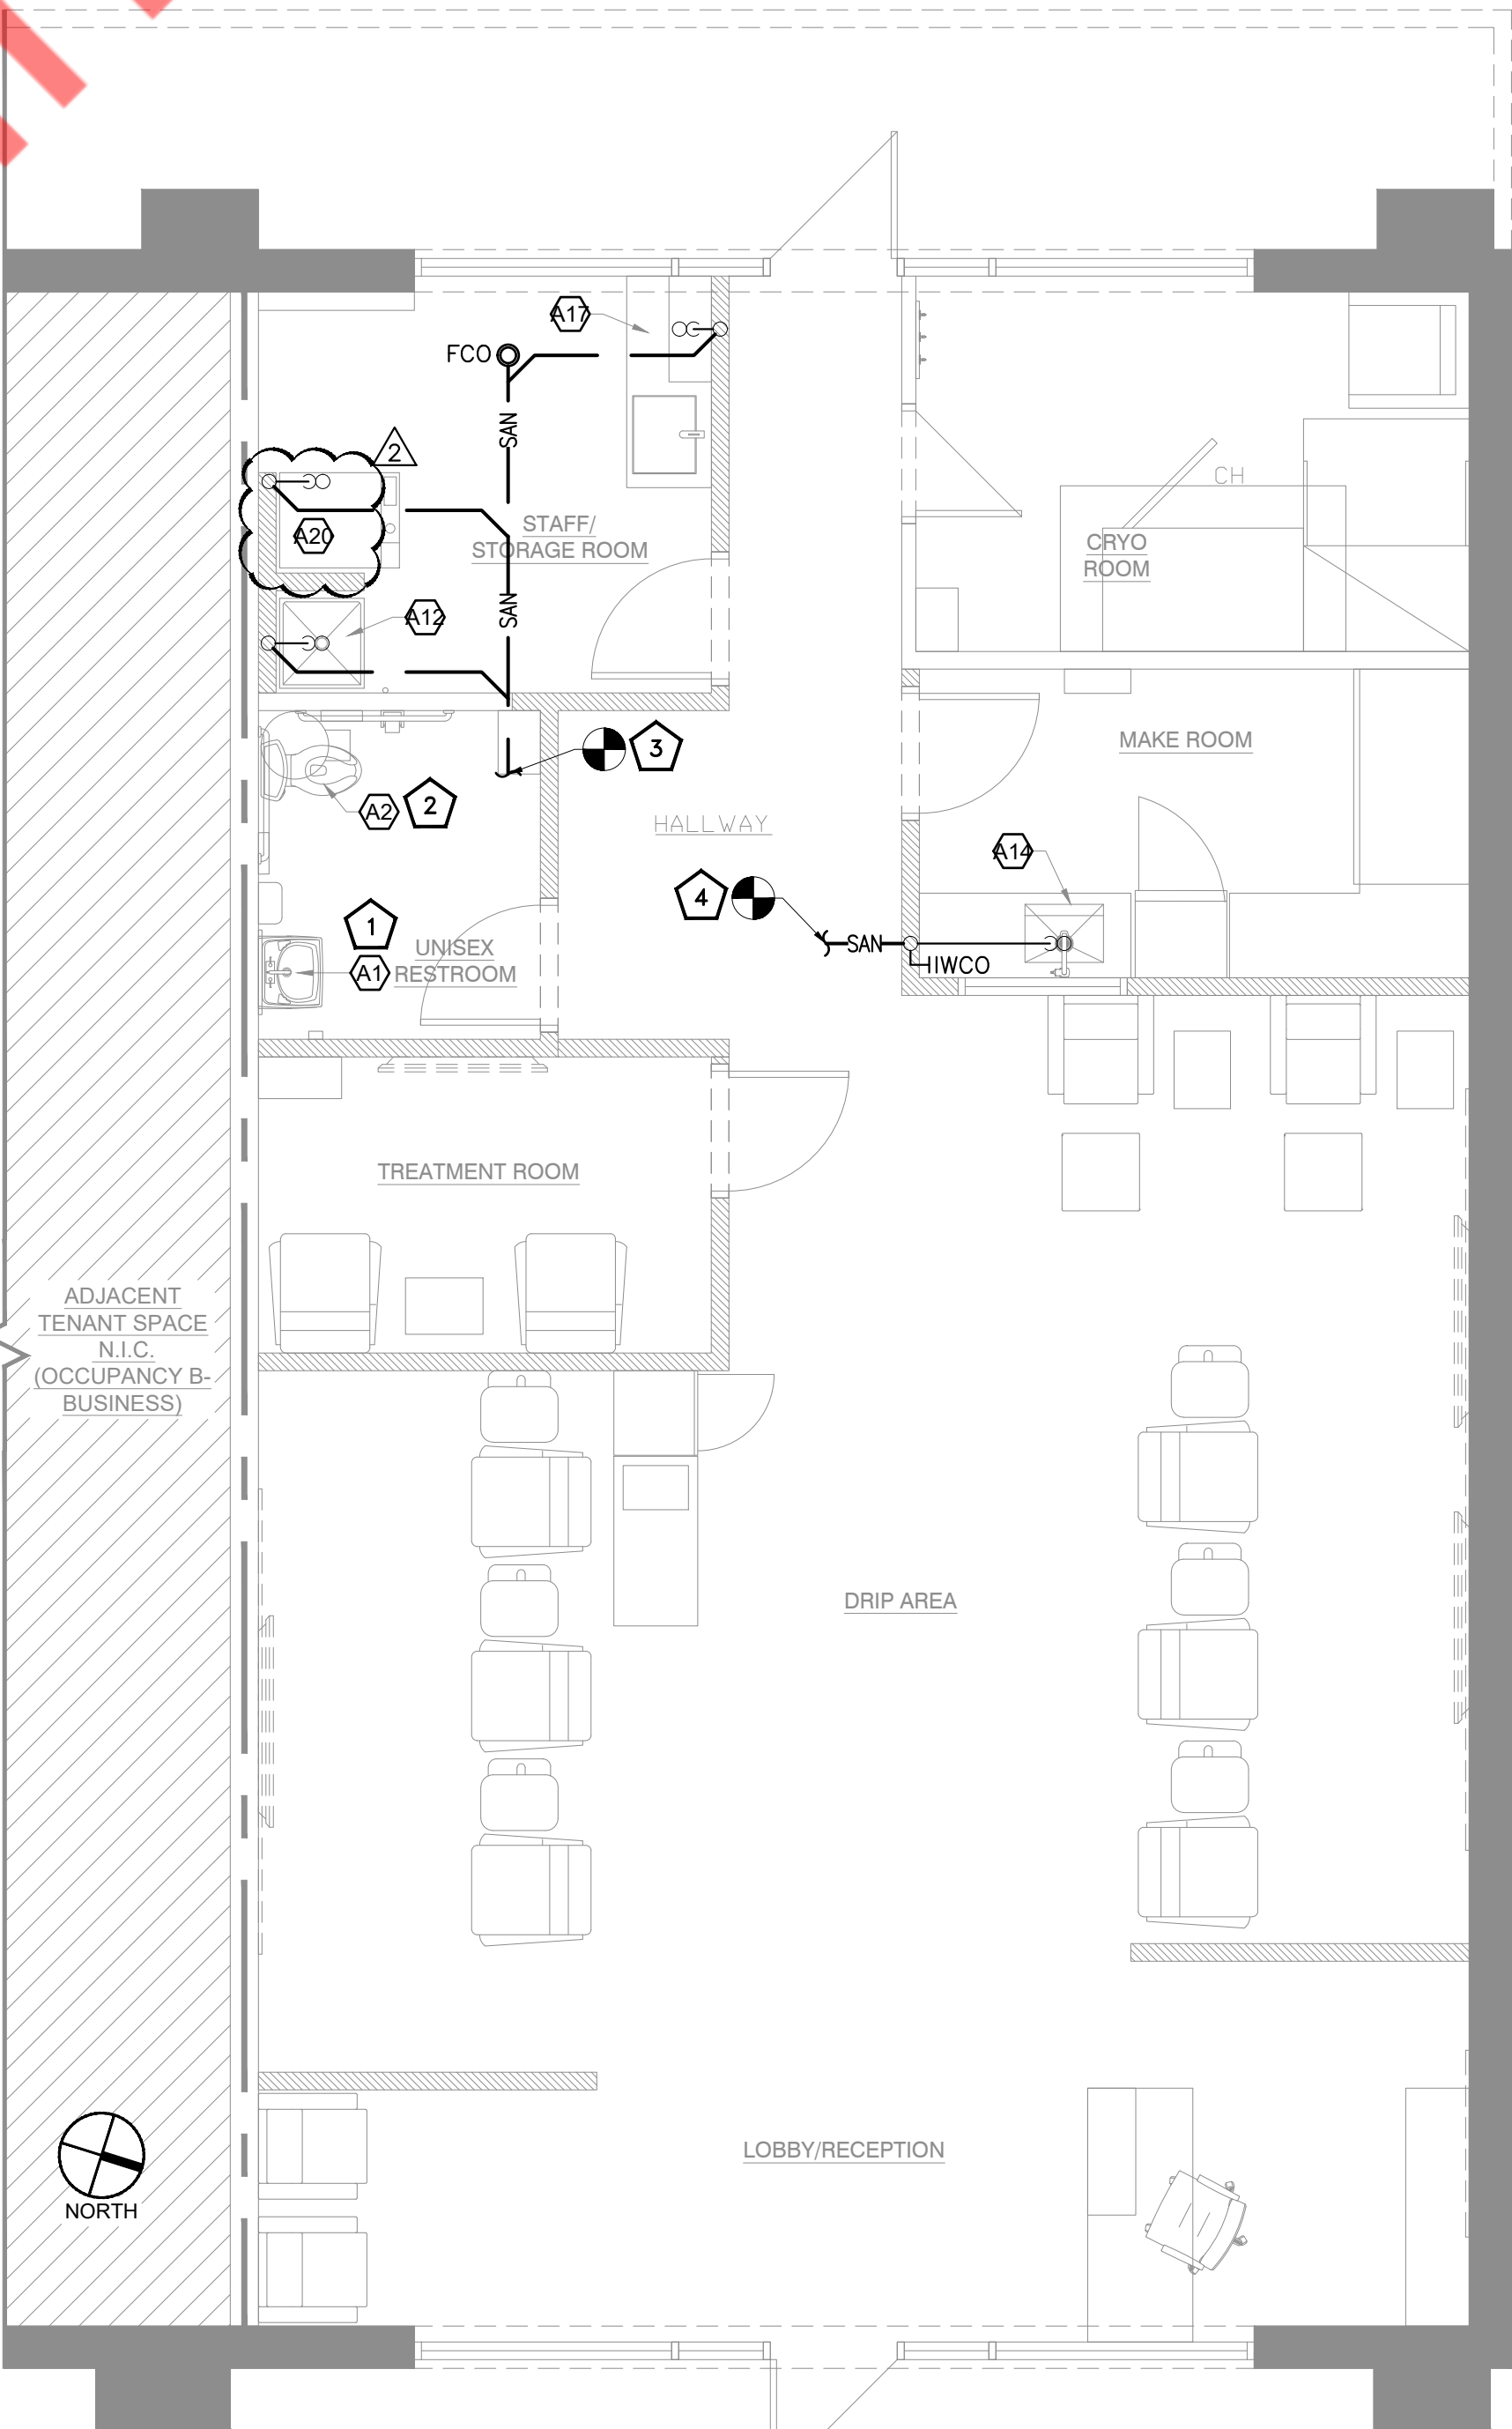 A17
FCO
SAN
2
STAFF/
STORAGE ROOM
A20
CH
CRYO
ROOM
SAN
A12
3
MAKE ROOM
2
A2
HALLWAY
A14
4
1
UNISEX
RESTROOM
SAN
A1
IWCO
TREATMENT ROOM
ADJACENT
TENANT SPACE
N.I.C.
(OCCUPANCY B-
BUSINESS)
DRIP AREA
LOBBY/RECEPTION
NORTH